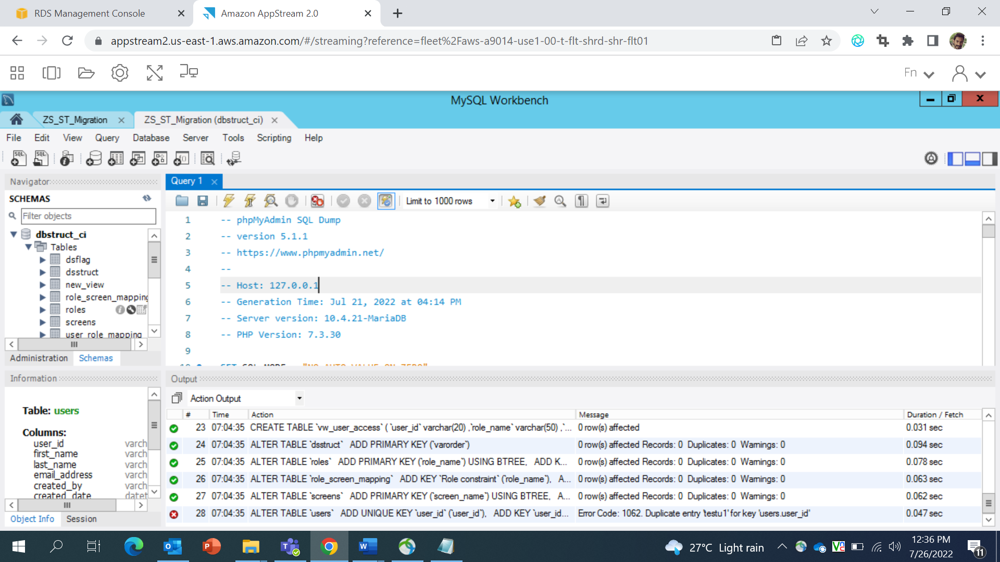 RDS Management Console
Amazon AppStream 2.0
appstream2.us-east-1.aws.amazon.com/#/streaming?reference=fleet%2Faws-a9014-use1-00-t-flt-shrd-shr-flt01
Fn
MySQL Workbench
ZS_ST_Migration
ZS_ST_Migration (dbstruct_ci)
File Edit View Query Database Server Tools Scripting Help
Navigator
SCHEMAS
Filter objects
dbstruct_ci
Tables
dsflag
dsstruct
new_view
role_screen_mapping
roles
screens
user_role_mapping
Administration Schemas
Query 1
Limit to 1000 rows
1 -- phpMyAdmin SQL Dump
2 -- version 5.1.1
3 -- https://www.phpmyadmin.net/
4 --
5 -- Host: 127.0.0.1
6 -- Generation Time: Jul 21, 2022 at 04:14 PM
7 -- Server version: 10.4.21-MariaDB
8 -- PHP Version: 7.3.30
9
Information
Table: users
Columns:
user_id varch
first_name varch
last_name varch
email_address varch
created_by varch
created_date datet
Object Info Session
Output
Action Output
# Time Action Message Duration / Fetch
23 07:04:35 CREATE TABLE `vw_user_access` ( `user_id` varchar(20) ,`role_name` varchar(50) ,`... 0 row(s) affected 0.031 sec
24 07:04:35 ALTER TABLE `dsstruct` ADD PRIMARY KEY (`varorder`) 0 row(s) affected Records: 0 Duplicates: 0 Warnings: 0 0.094 sec
25 07:04:35 ALTER TABLE `roles` ADD PRIMARY KEY (`role_name`) USING BTREE, ADD K... 0 row(s) affected Records: 0 Duplicates: 0 Warnings: 0 0.078 sec
26 07:04:35 ALTER TABLE `role_screen_mapping` ADD KEY `Role constraint` (`role_name`), A... 0 row(s) affected Records: 0 Duplicates: 0 Warnings: 0 0.063 sec
27 07:04:35 ALTER TABLE `screens` ADD PRIMARY KEY (`screen_name`) USING BTREE, A... 0 row(s) affected Records: 0 Duplicates: 0 Warnings: 0 0.062 sec
28 07:04:35 ALTER TABLE `users` ADD UNIQUE KEY `user_id` (`user_id`), ADD KEY `user_id... Error Code: 1062. Duplicate entry 'testu1' for key 'users.user_id' 0.047 sec
27°C Light rain
12:36 PM
7/26/2022
11